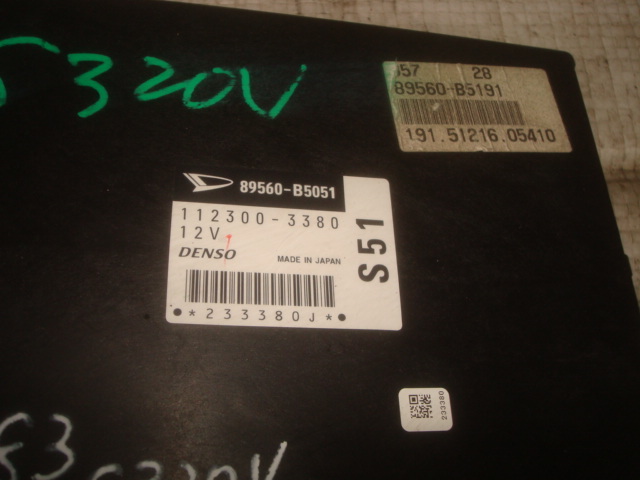 S320V
57 28
89560-B5191
191.51216.05410
89560-B5051
112300-3380
12V
DENSO MADE IN JAPAN
S51
*233380J*
233380
S320V